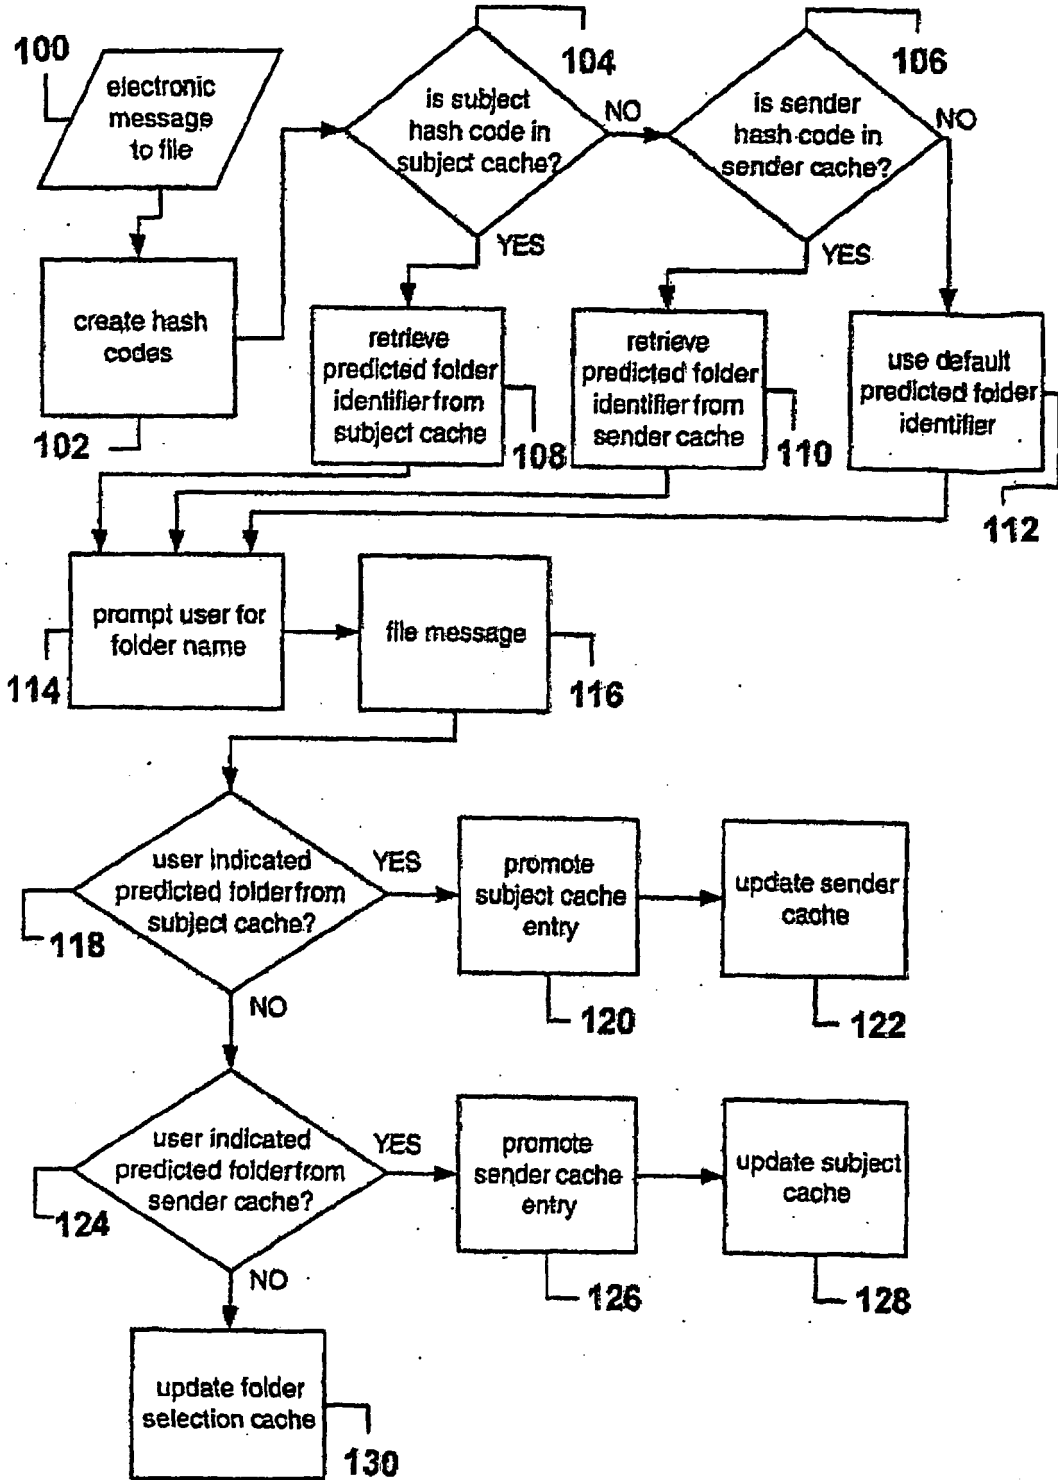 100
electronic
message
to file
104
is subject
hash code in
subject cache?
NO
YES
106
is sender
hash code in
sender cache?
NO
YES
create hash
codes
102
retrieve
predicted folder
identifier from
subject cache
108
retrieve
predicted folder
identifier from
sender cache
110
use default
predicted folder
identifier
112
prompt user for
folder name
114
file message
116
user indicated
predicted folder from
subject cache?
118
YES
NO
promote
subject cache
entry
120
update sender
cache
122
user indicated
predicted folder from
sender cache?
124
YES
NO
promote
sender cache
entry
126
update subject
cache
128
update folder
selection cache
130